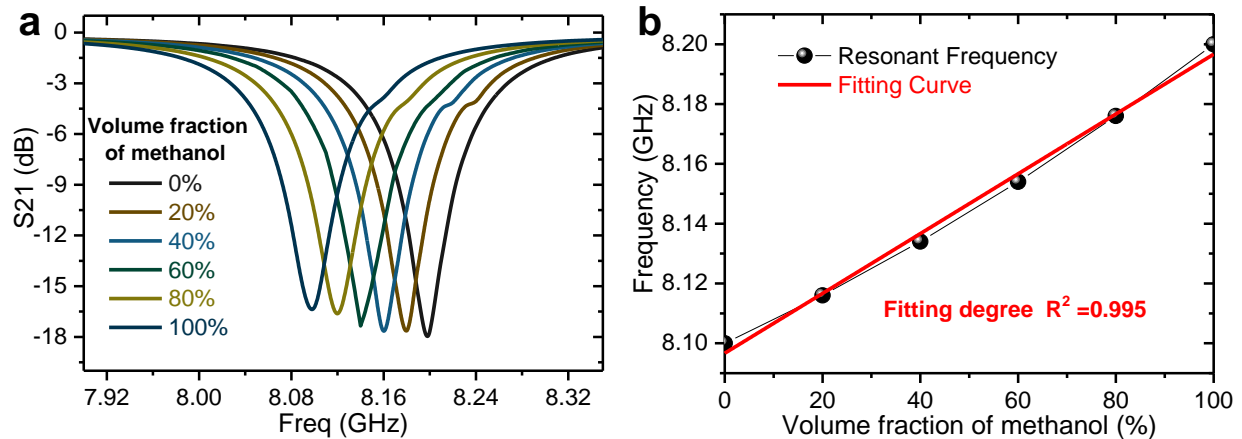 a
0
-3
-6
-9
-12
-15
-18
S21 (dB)
Volume fraction
of methanol
0%
20%
40%
60%
80%
100%
7.92 8.00 8.08 8.16 8.24 8.32
Freq (GHz)
b
8.20
8.18
8.16
8.14
8.12
8.10
Frequency (GHz)
Resonant Frequency
Fitting Curve
Fitting degree R² =0.995
0 20 40 60 80 100
Volume fraction of methanol (%)